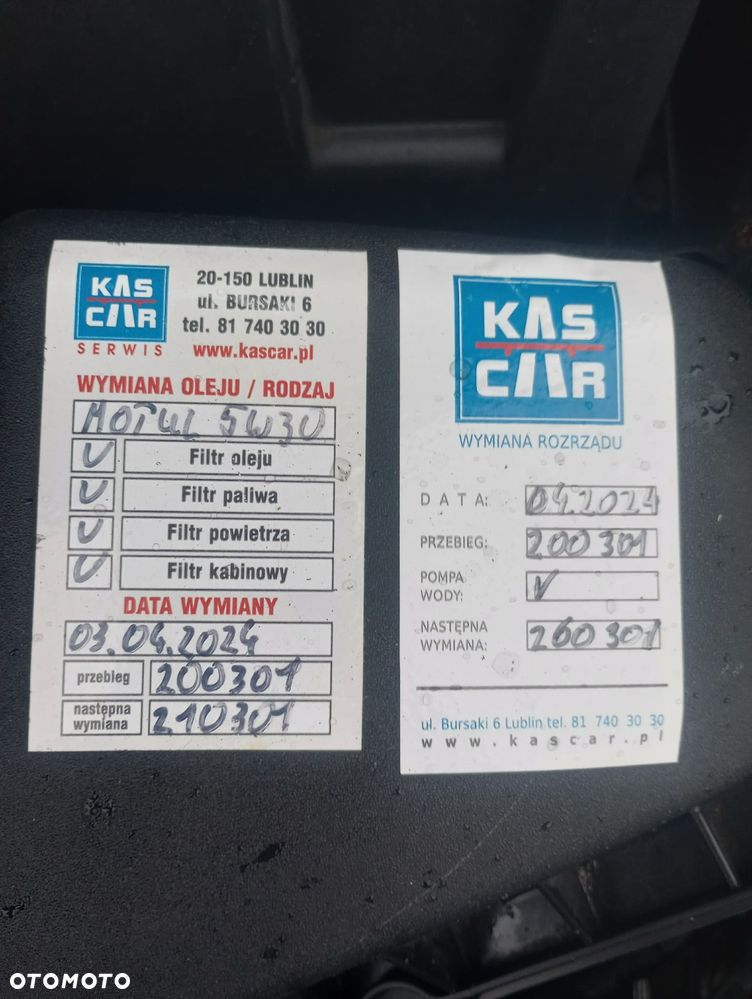 KAS
CAR
SERWIS
20-150 LUBLIN
ul. BURSAKI 6
tel. 81 740 30 30
www.kascar.pl
WYMIANA OLEJU / RODZAJ
MOTUL 5W30
V Filtr oleju
V Filtr paliwa
V Filtr powietrza
V Filtr kabinowy
DATA WYMIANY
03.04.2024
przebieg 200301
następna wymiana 210301
KAS
CAR
WYMIANA ROZRZĄDU
DATA: 04.2024
PRZEBIEG: 200301
POMPA
WODY: V
NASTĘPNA
WYMIANA: 260301
ul. Bursaki 6 Lublin tel. 81 740 30 30
www.kascar.pl
OTOMOTO